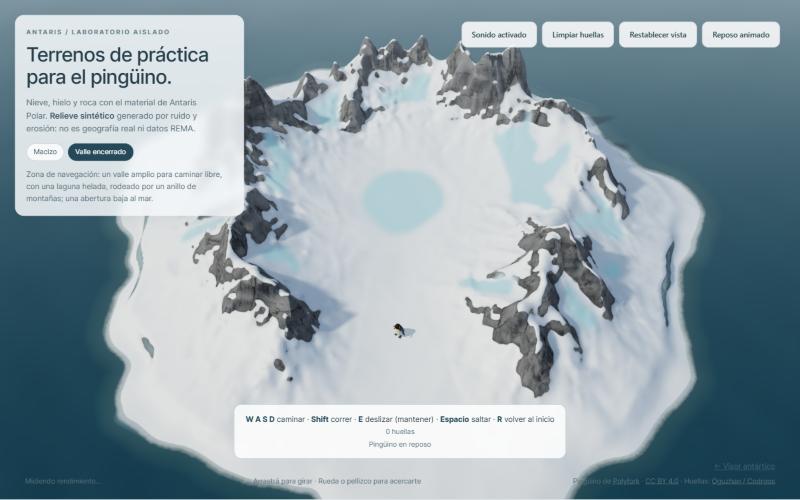 ANTARIS / LABORATORIO AISLADO
Terrenos de práctica
para el pingüino.
Nieve, hielo y roca con el material de Antaris
Polar. Relieve sintético generado por ruido y
erosión: no es geografía real ni datos REMA.
Macizo
Valle encerrado
Zona de navegación: un valle amplio para caminar libre,
con una laguna helada, rodeado por un anillo de
montañas; una abertura baja al mar.
Sonido activado
Limpiar huellas
Restablecer vista
Reposo animado
W A S D caminar · Shift correr · E deslizar (mantener) · Espacio saltar · R volver al inicio
0 huellas
Pingüino en reposo
← Visor antártico
Midiendo rendimiento...
Arrastrá para girar · Rueda o pellizco para acercarte
Pingüino de Polyfork · CC BY 4.0 · Huellas: Oguzhan / Codrops